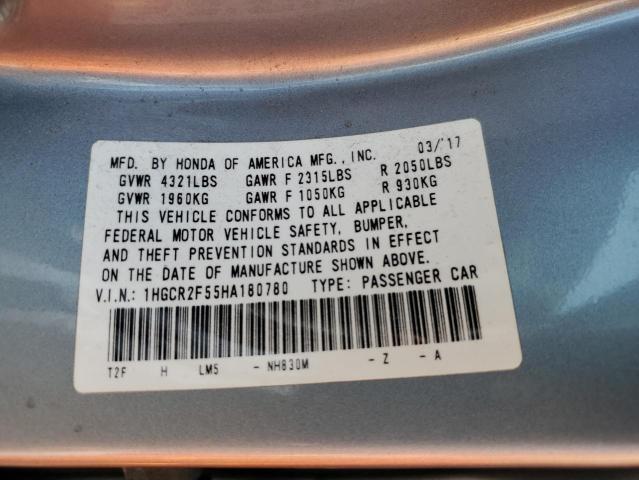 MFD. BY HONDA OF AMERICA MFG., INC. 03/'17
GVWR 4321LBS GAWR F 2315LBS R 2050LBS
GVWR 1960KG GAWR F 1050KG R 930KG
THIS VEHICLE CONFORMS TO ALL APPLICABLE
FEDERAL MOTOR VEHICLE SAFETY, BUMPER,
AND THEFT PREVENTION STANDARDS IN EFFECT
ON THE DATE OF MANUFACTURE SHOWN ABOVE.
V.I.N.: 1HGCR2F55HA180780 TYPE: PASSENGER CAR
T2F H LM5 - NH830M - Z - A